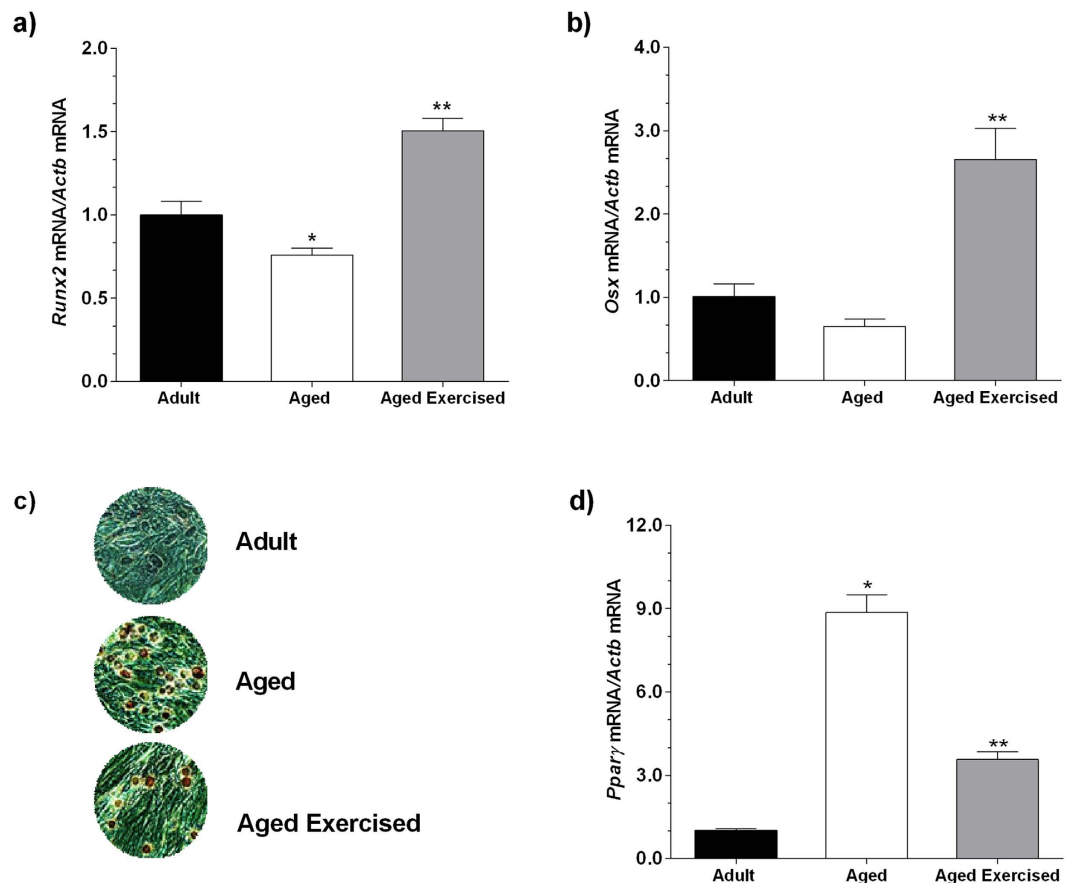 a)
2.0
1.5
1.0
0.5
0.0
Runx2 mRNA/Actb mRNA
*
**
Adult Aged Aged Exercised
b)
4.0
3.0
2.0
1.0
0.0
Osx mRNA/Actb mRNA
**
Adult Aged Aged Exercised
c)
Adult
Aged
Aged Exercised
d)
12.0
9.0
6.0
3.0
0.0
Pparγ mRNA/Actb mRNA
*
**
Adult Aged Aged Exercised